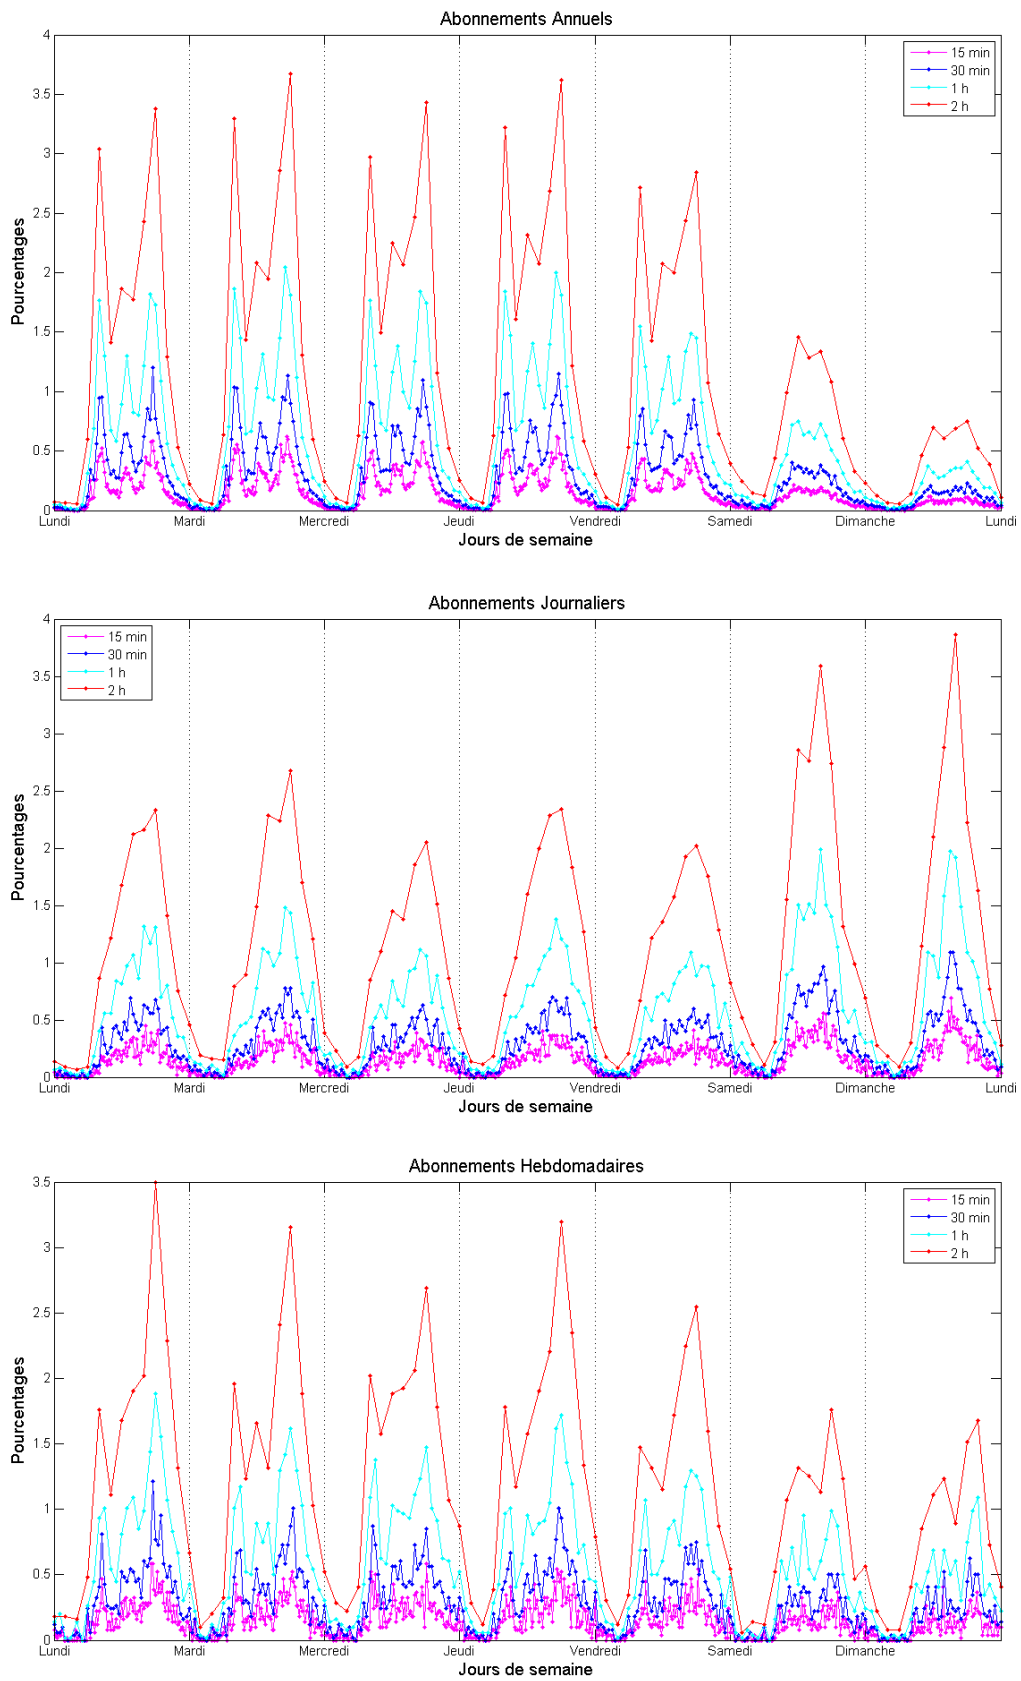 Abonnements Annuels
4
3.5
3
2.5
2
1.5
1
0.5
0
Pourcentages
15 min
30 min
1 h
2 h
Lundi Mardi Mercredi Jeudi Vendredi Samedi Dimanche Lundi
Jours de semaine
Abonnements Journaliers
4
3.5
3
2.5
2
1.5
1
0.5
0
Pourcentages
15 min
30 min
1 h
2 h
Lundi Mardi Mercredi Jeudi Vendredi Samedi Dimanche Lundi
Jours de semaine
Abonnements Hebdomadaires
3.5
3
2.5
2
1.5
1
0.5
0
Pourcentages
15 min
30 min
1 h
2 h
Lundi Mardi Mercredi Jeudi Vendredi Samedi Dimanche Lundi
Jours de semaine